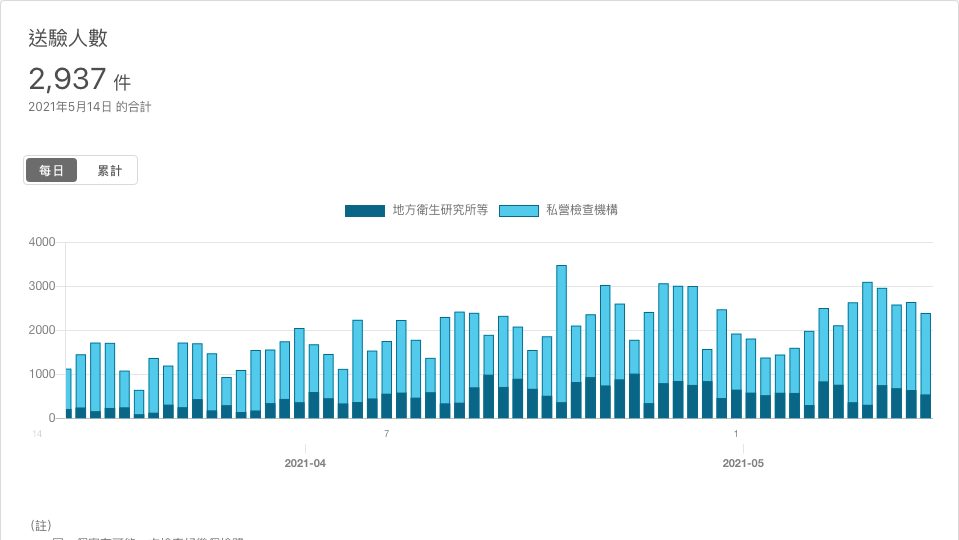 送驗人數
2,937 件
2021年5月14日 的合計
每日 累計
地方衛生研究所等 私營檢查機構
4000
3000
2000
1000
0
14 7 1
2021-04 2021-05
(註)